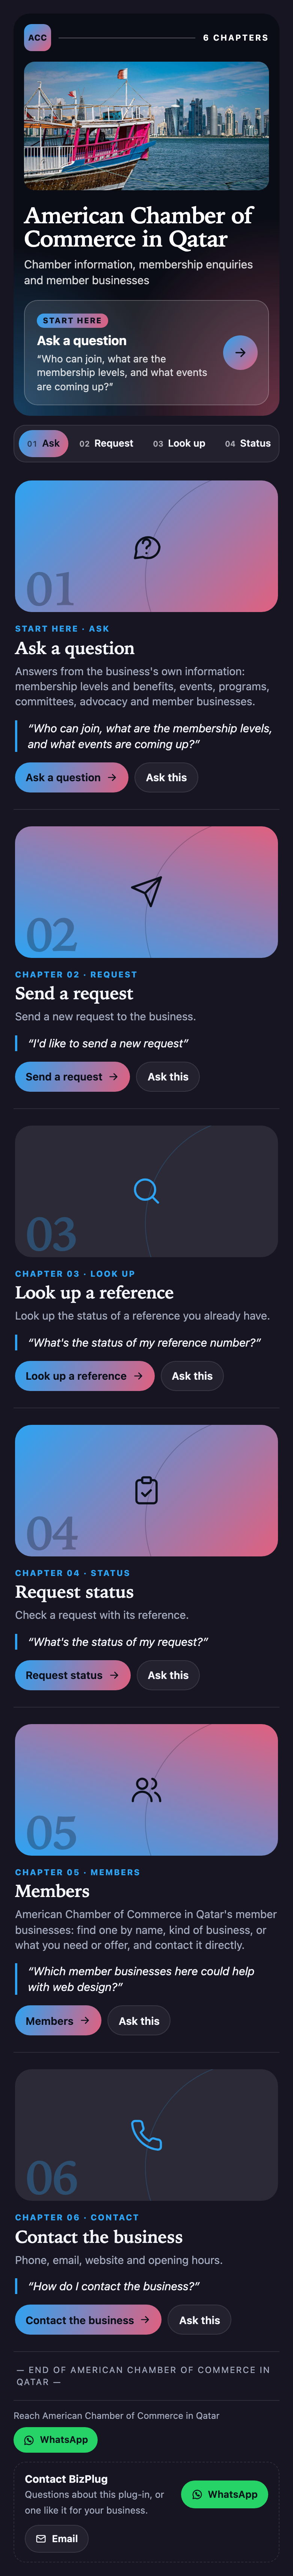 ACC
6 CHAPTERS
American Chamber of
Commerce in Qatar
Chamber information, membership enquiries
and member businesses
START HERE
Ask a question
“Who can join, what are the
membership levels, and what events
are coming up?”
01 Ask
02 Request
03 Look up
04 Status
01
START HERE · ASK
Ask a question
Answers from the business's own information:
membership levels and benefits, events, programs,
committees, advocacy and member businesses.
“Who can join, what are the membership levels,
and what events are coming up?”
Ask a question →
Ask this
02
CHAPTER 02 · REQUEST
Send a request
Send a new request to the business.
“I'd like to send a new request”
Send a request →
Ask this
03
CHAPTER 03 · LOOK UP
Look up a reference
Look up the status of a reference you already have.
“What's the status of my reference number?”
Look up a reference →
Ask this
04
CHAPTER 04 · STATUS
Request status
Check a request with its reference.
“What's the status of my request?”
Request status →
Ask this
05
CHAPTER 05 · MEMBERS
Members
American Chamber of Commerce in Qatar's member
businesses: find one by name, kind of business, or
what you need or offer, and contact it directly.
“Which member businesses here could help
with web design?”
Members →
Ask this
06
CHAPTER 06 · CONTACT
Contact the business
Phone, email, website and opening hours.
“How do I contact the business?”
Contact the business →
Ask this
— END OF AMERICAN CHAMBER OF COMMERCE IN
QATAR —
Reach American Chamber of Commerce in Qatar
WhatsApp
Contact BizPlug
Questions about this plug-in, or
one like it for your business.
WhatsApp
Email